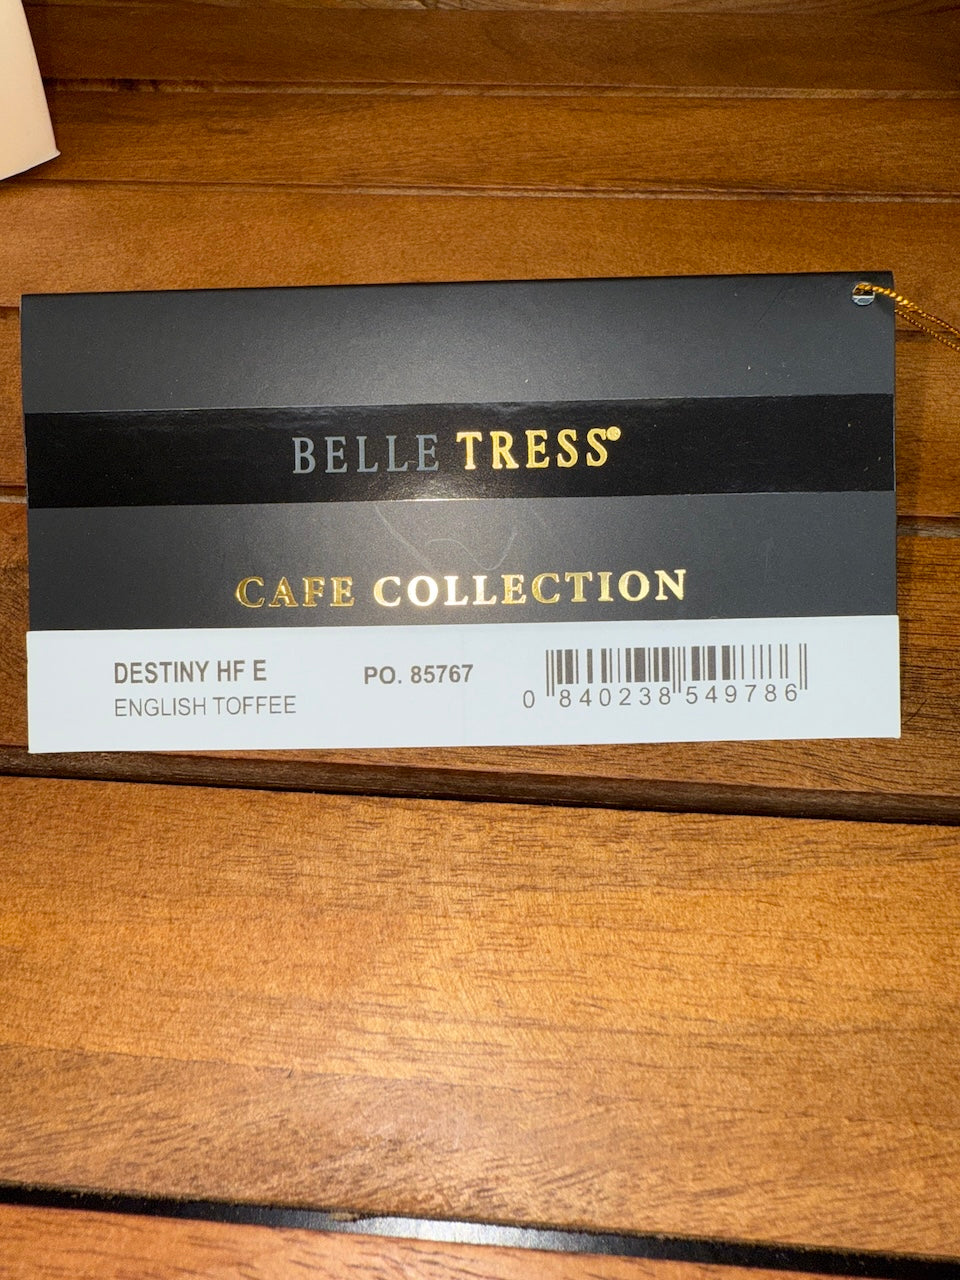 BELLE TRESS®
CAFE COLLECTION
DESTINY HF E
ENGLISH TOFFEE
PO. 85767
0 840238 549786